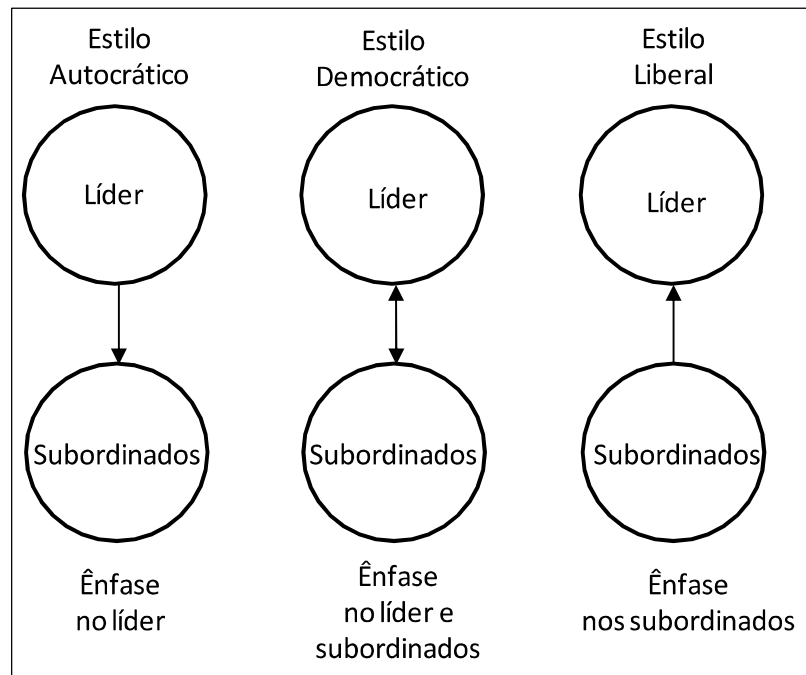 Estilo
Autocrático
Líder
Subordinados
Ênfase
no líder
Estilo
Democrático
Líder
Subordinados
Ênfase
no líder e
subordinados
Estilo
Liberal
Líder
Subordinados
Ênfase
nos subordinados